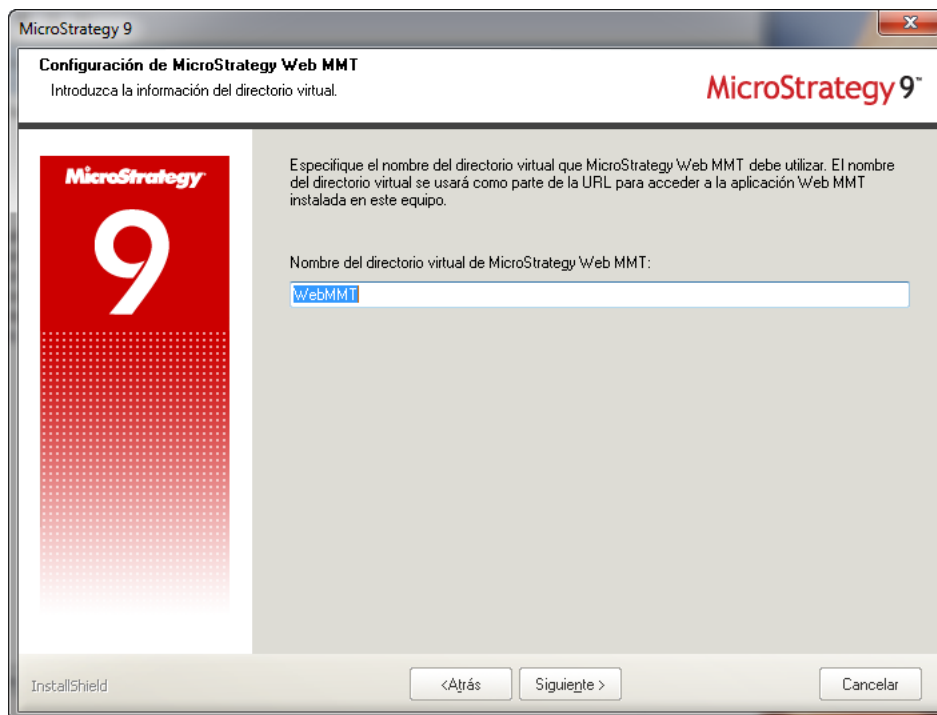 MicroStrategy 9
Configuración de MicroStrategy Web MMT
Introduzca la información del directorio virtual.
MicroStrategy 9™
MicroStrategy
9
Especifique el nombre del directorio virtual que MicroStrategy Web MMT debe utilizar. El nombre
del directorio virtual se usará como parte de la URL para acceder a la aplicación Web MMT
instalada en este equipo.
Nombre del directorio virtual de MicroStrategy Web MMT:
WebMMT
InstallShield
<Atrás
Siguiente >
Cancelar